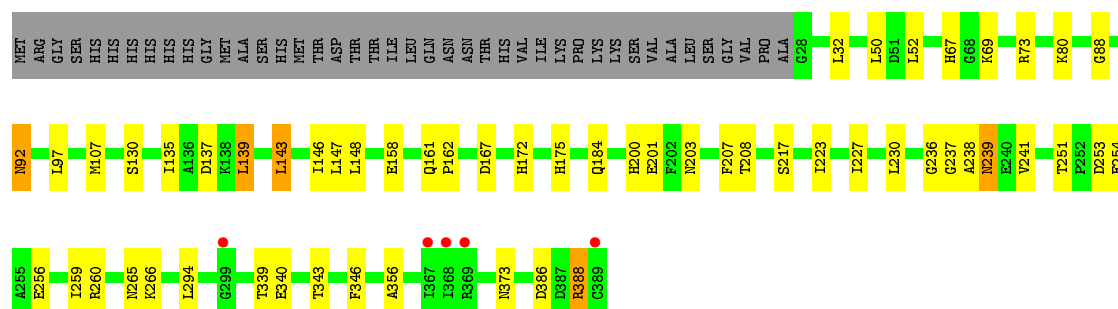 MET ARG GLY SER HIS HIS HIS HIS HIS HIS GLY MET ALA SER HIS MET THR ASP THR THR ILE LEU GLN ASN ASN THR HIS VAL ILE LYS PRO LYS LYS SER VAL ALA LEU SER GLY VAL PRO ALA G28 L32 L50 D51 L52 H67 G68 K69 R73 K80 G88
N92 L97 M107 S130 I135 A136 D137 K138 L139 L143 I146 L147 L148 E158 Q161 P162 D167 H172 H175 Q184 H200 E201 F202 N203 F207 T208 S217 I223 I227 L230 G236 G237 A238 N239 E240 V241 T251 P252 D253 E254
A255 E256 I259 R260 N265 K266 L294 G299 T339 E340 T343 F346 A356 I367 I368 R369 N373 D386 D387 R388 C389